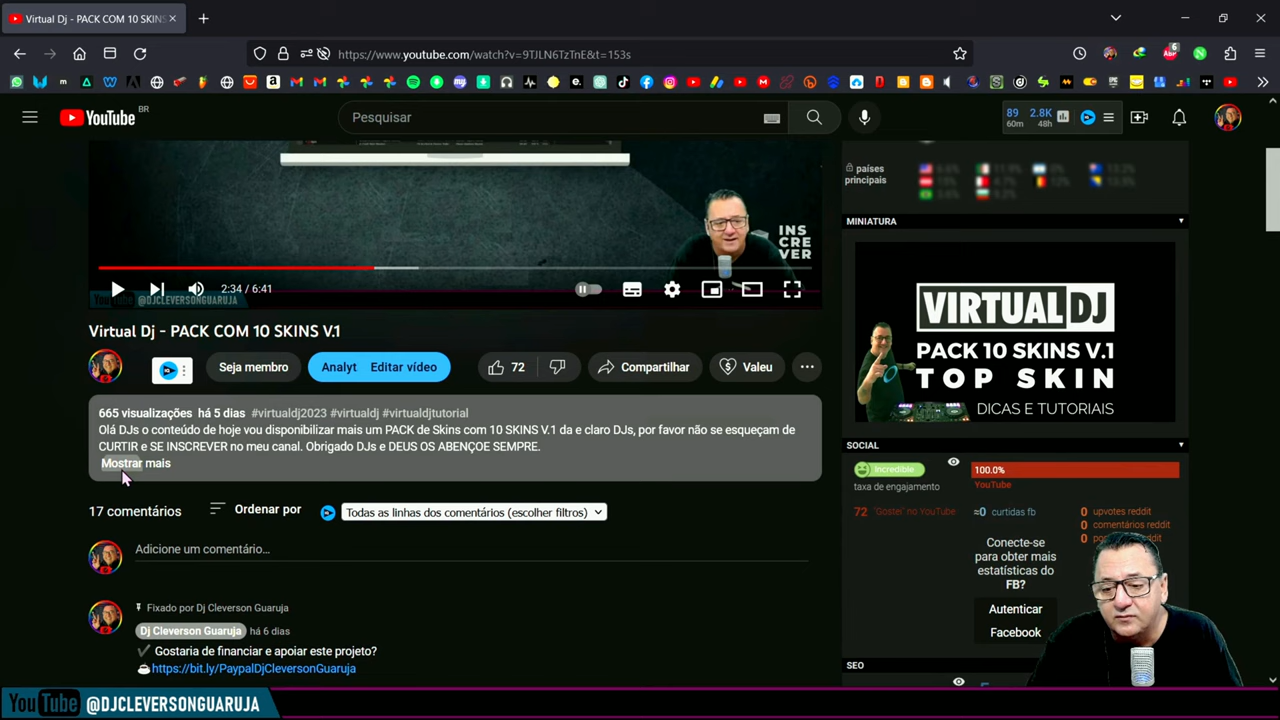 Virtual Dj - PACK COM 10 SKINS
https://www.youtube.com/watch?v=9TJLN6TzTnE&t=153s
6
YouTube BR
Pesquisar
89
60m
2.8K
48h
INS
CRE
VER
2:34 / 6:41
@DJCLEVERSONGUARUJA
Virtual Dj - PACK COM 10 SKINS V.1
Seja membro
Analyt
Editar vídeo
72
Compartilhar
Valeu
665 visualizações há 5 dias #virtualdj2023 #virtualdj #virtualdjtutorial
Olá DJs o conteúdo de hoje vou disponibilizar mais um PACK de Skins com 10 SKINS V.1 da e claro DJs, por favor não se esqueçam de
CURTIR e SE INSCREVER no meu canal. Obrigado DJs e DEUS OS ABENÇOE SEMPRE.
Mostrar mais
17 comentários
Ordenar por
Todas as linhas dos comentários (escolher filtros)
Adicione um comentário...
Fixado por Dj Cleverson Guaruja
Dj Cleverson Guaruja
há 6 dias
Gostaria de financiar e apoiar este projeto?
https://bit.ly/PaypalDjCleversonGuaruja
países
principais
MINIATURA
VIRTUAL DJ
PACK 10 SKINS V.1
TOP SKIN
DICAS E TUTORIAIS
SOCIAL
Incredible
taxa de engajamento
100.0%
YouTube
72 "Gostei" no YouTube
≈0 curtidas fb
0 upvotes reddit
0 comentários reddit
0
Conecte-se
para obter mais
estatísticas do
FB?
Autenticar
Facebook
SEO
YouTube @DJCLEVERSONGUARUJA